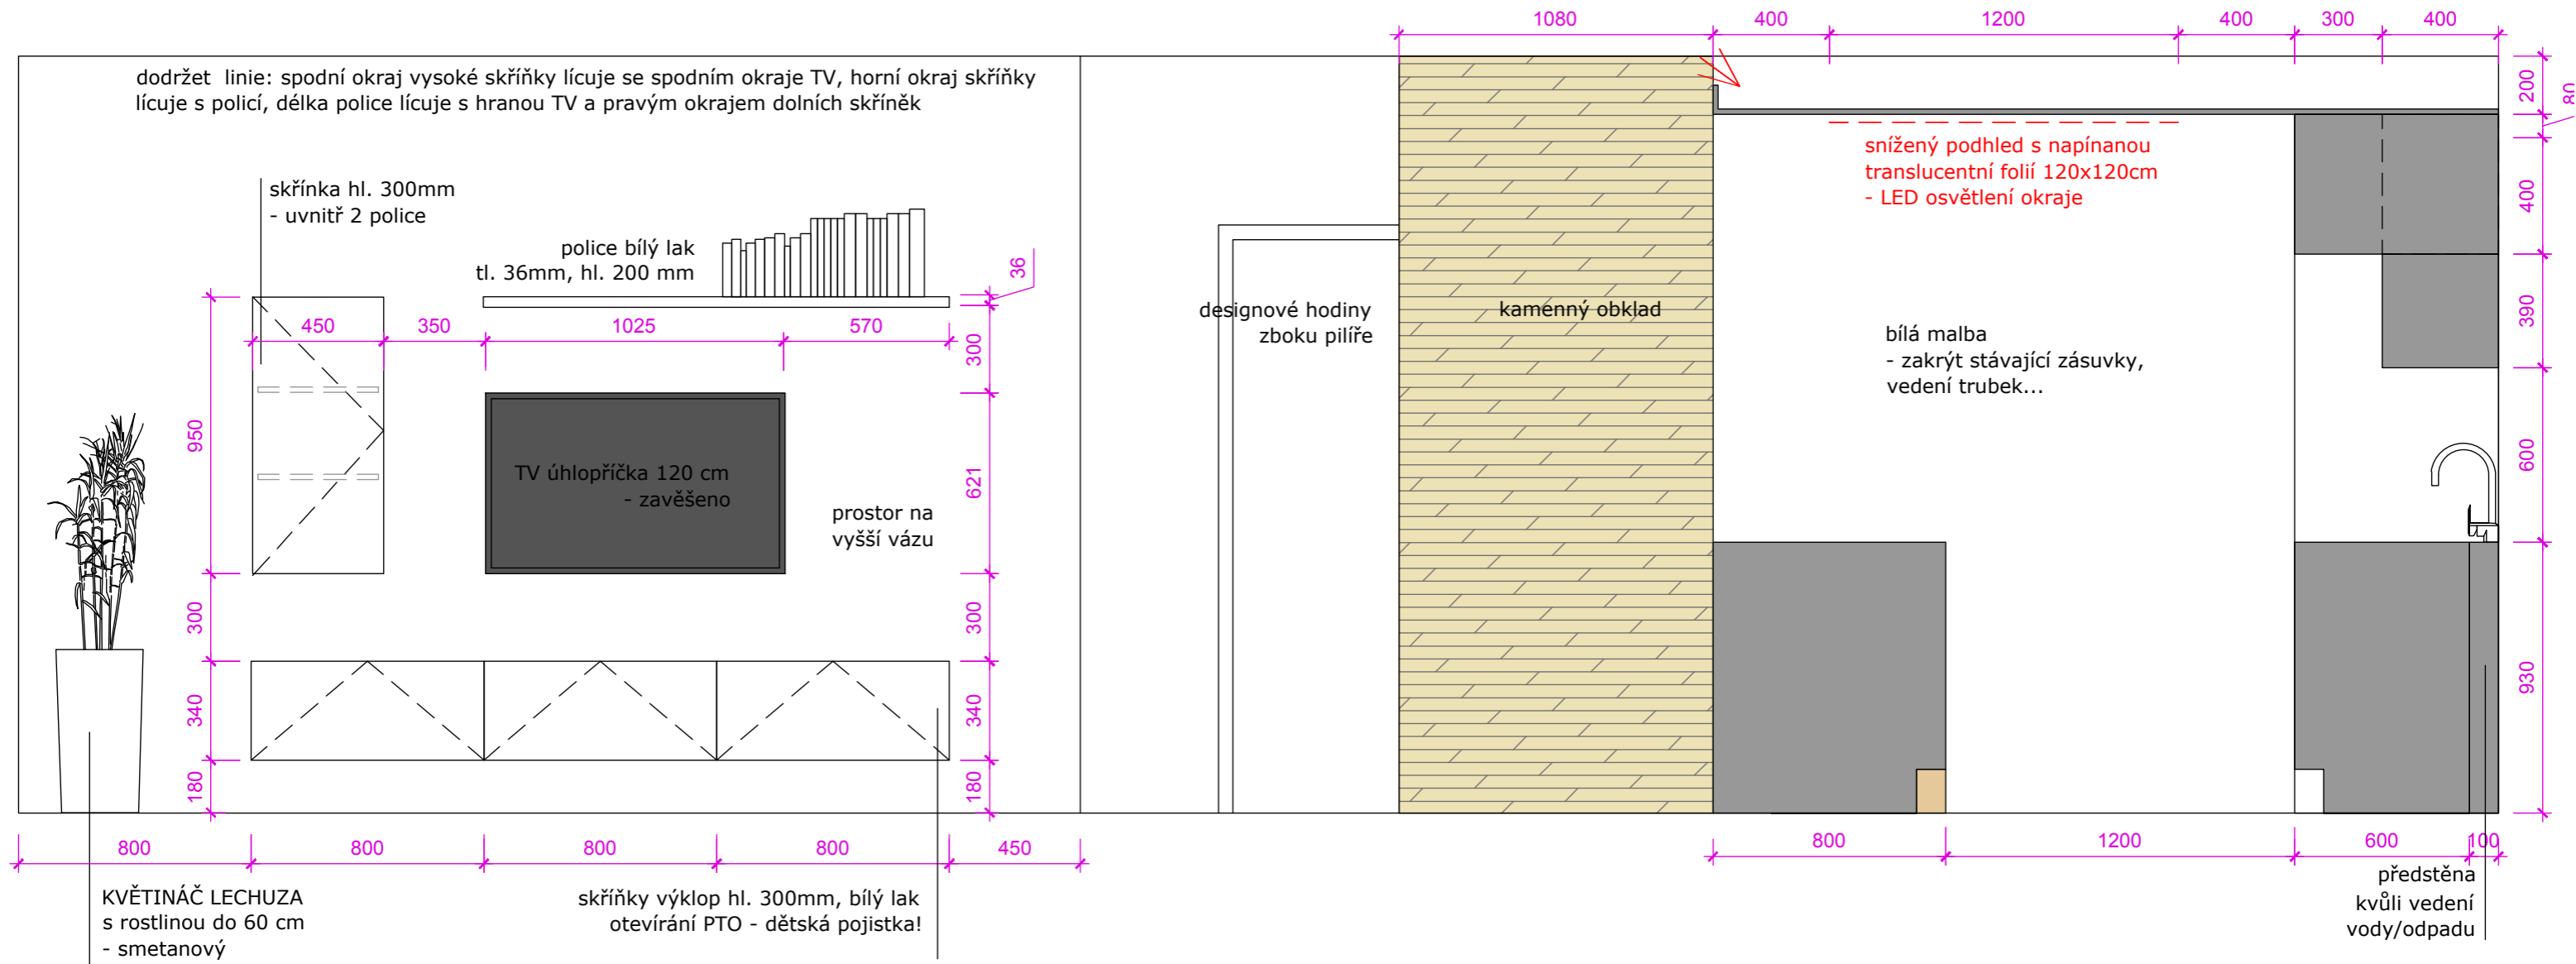 1080
400
1200
400
300
400
dodržet linie: spodní okraj vysoké skříňky lícuje se spodním okraje TV, horní okraj skříňky
lícuje s policí, délka police lícuje s hranou TV a pravým okrajem dolních skříněk
200
80
400
390
600
930
snížený podhled s napínanou
translucentní folií 120x120cm
- LED osvětlení okraje
skřínka hl. 300mm
- uvnitř 2 police
police bílý lak
tl. 36mm, hl. 200 mm
36
designové hodiny
zboku pilíře
kamenný obklad
bílá malba
- zakrýt stávající zásuvky,
vedení trubek...
450
350
1025
570
300
950
621
TV úhlopříčka 120 cm
- zavěšeno
prostor na
vyšší vázu
300
300
340
340
180
180
800
800
800
800
450
800
1200
600
100
KVĚTINÁČ LECHUZA
s rostlinou do 60 cm
- smetanový
skříňky výklop hl. 300mm, bílý lak
otevírání PTO - dětská pojistka!
předstěna
kvůli vedení
vody/odpadu